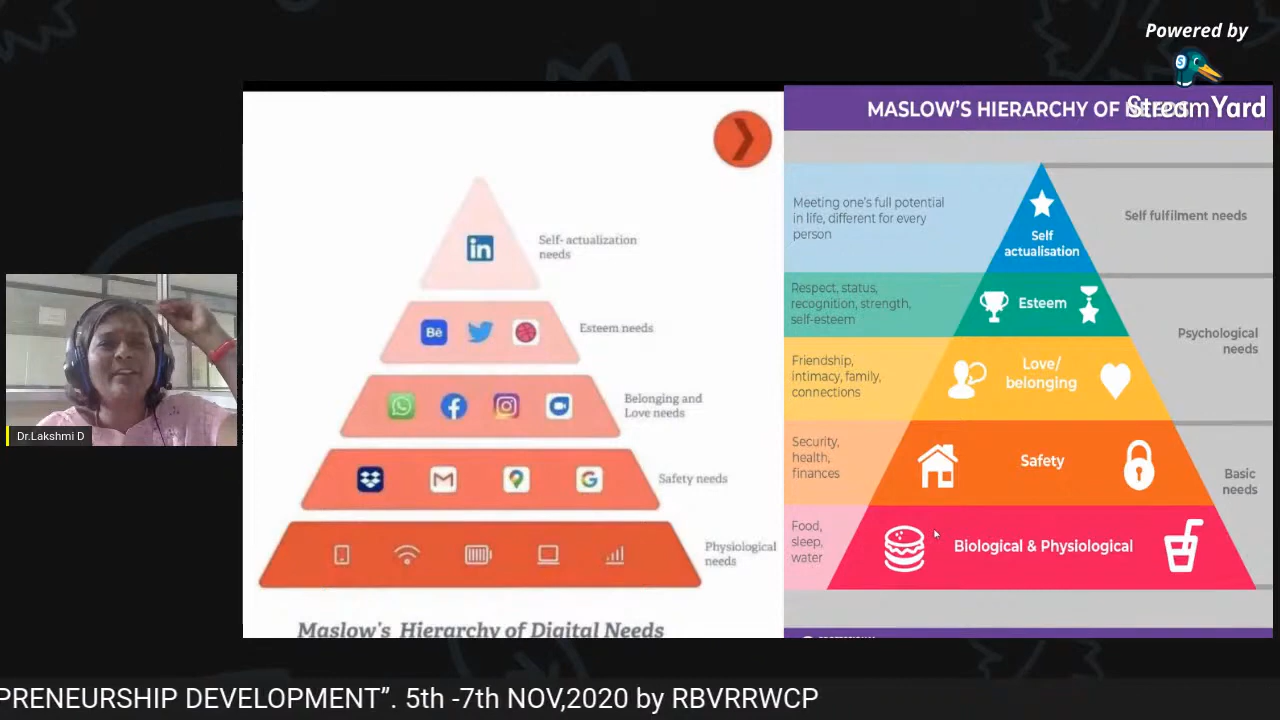 Powered by
StreamYard
MASLOW'S HIERARCHY OF
in
Self- actualization
needs
Bē
Esteem needs
Belonging and
Love needs
Safety needs
Physiological
needs
Maslow's Hierarchy of Digital Needs
Meeting one's full potential
in life, different for every
person
Self
actualisation
Self fulfilment needs
Respect, status,
recognition, strength,
self-esteem
Esteem
Psychological
needs
Friendship,
intimacy, family,
connections
Love/
belonging
Security,
health,
finances
Safety
Basic
needs
Food,
sleep,
water
Biological & Physiological
Dr.Lakshmi D
PRENEURSHIP DEVELOPMENT”. 5th -7th NOV,2020 by RBVRRWCP